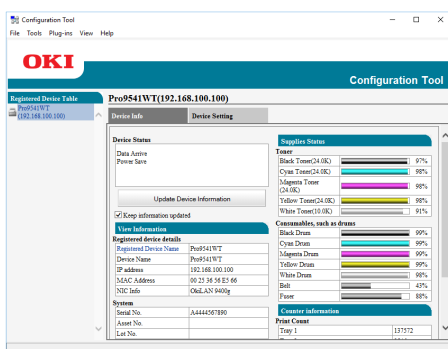 Configuration Tool
File Tools Plug-ins View Help
OKI
Configuration Tool
Registered Device Table
Pro9541WT
(192.168.100.100)
Pro9541WT(192.168.100.100)
Device Info
Device Setting
Device Status
Data Arrive
Power Save
Update Device Information
Keep information updated
View Information
Registered device details
Registered Device Name Pro9541WT
Device Name Pro9541WT
IP address 192.168.100.100
MAC Address 00 25 36 56 E5 66
NIC Info OkiLAN 9400g
System
Serial No. A4444567890
Asset No.
Lot No.
Supplies Status
Toner
Black Toner(24.0K) 97%
Cyan Toner(24.0K) 98%
Magenta Toner
(24.0K) 98%
Yellow Toner(24.0K) 98%
White Toner(10.0K) 91%
Consumables, such as drums
Black Drum 99%
Cyan Drum 99%
Magenta Drum 99%
Yellow Drum 99%
White Drum 98%
Belt 43%
Fuser 88%
Counter information
Print Count
Tray 1 137572